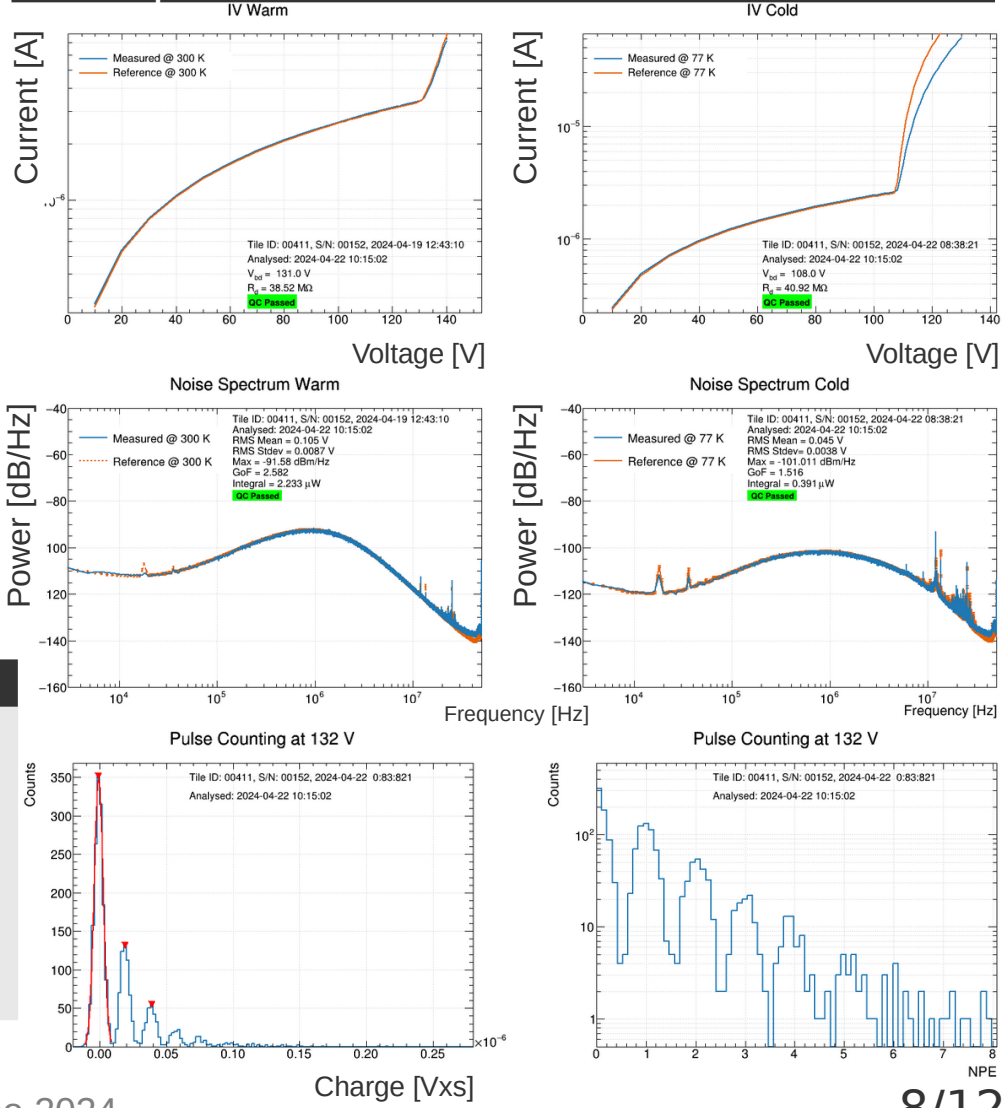 IV Warm
Current [A]
Measured @ 300 K
Reference @ 300 K
Tile ID: 00411, S/N: 00152, 2024-04-19 12:43:10
Analysed: 2024-04-22 10:15:02
Vbd = 131.0 V
Rq = 38.52 MΩ
QC Passed
0 20 40 60 80 100 120 140
Voltage [V]
IV Cold
Current [A]
Measured @ 77 K
Reference @ 77 K
10−5
10−6
Tile ID: 00411, S/N: 00152, 2024-04-22 08:38:21
Analysed: 2024-04-22 10:15:02
Vbd = 108.0 V
Rq = 40.92 MΩ
QC Passed
0 20 40 60 80 100 120 140
Voltage [V]
Noise Spectrum Warm
Power [dB/Hz]
−40
−60
−80
100
−120
−140
−160
Measured @ 300 K
Reference @ 300 K
Tile ID: 00411, S/N: 00152, 2024-04-19 12:43:10
Analysed: 2024-04-22 10:15:02
RMS Mean = 0.105 V
RMS Stdev = 0.0087 V
Max = -91.58 dBm/Hz
GoF = 2.582
Integral = 2.233 μW
QC Passed
10⁴ 10⁵ 10⁶ 10⁷
Frequency [Hz]
Noise Spectrum Cold
Power [dB/Hz]
−40
−60
−80
−100
−120
−140
−160
Measured @ 77 K
Reference @ 77 K
Tile ID: 00411, S/N: 00152, 2024-04-22 08:38:21
Analysed: 2024-04-22 10:15:02
RMS Mean = 0.045 V
RMS Stdev= 0.0038 V
Max = -101.011 dBm/Hz
GoF = 1.516
Integral = 0.391 μW
QC Passed
10⁴ 10⁵ 10⁶ 10⁷
Frequency [Hz]
Pulse Counting at 132 V
Counts
350
300
250
200
150
100
50
0
Tile ID: 00411, S/N: 00152, 2024-04-22 0:83:821
Analysed: 2024-04-22 10:15:02
0.00 0.05 0.10 0.15 0.20 0.25
×10−6
Charge [Vxs]
Pulse Counting at 132 V
Counts
10²
10
1
Tile ID: 00411, S/N: 00152, 2024-04-22 0:83:821
Analysed: 2024-04-22 10:15:02
0 1 2 3 4 5 6 7 8
NPE
2024
8/12